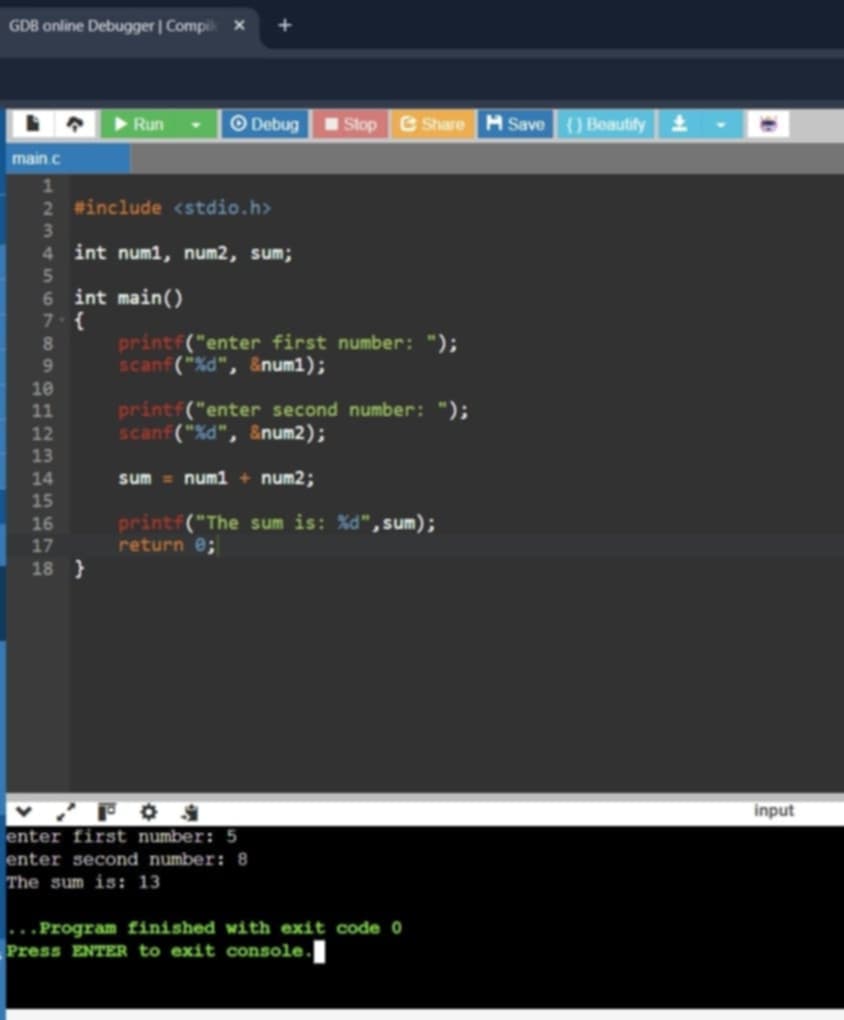 GDB online Debugger | Compil
Run Debug Stop Share Save {} Beautify
main.c
1
2 #include <stdio.h>
3
4 int num1, num2, sum;
5
6 int main()
7 {
8 printf("enter first number: ");
9 scanf("%d", &num1);
10
11 printf("enter second number: ");
12 scanf("%d", &num2);
13
14 sum = num1 + num2;
15
16 printf("The sum is: %d",sum);
17 return 0;
18 }
input
enter first number: 5
enter second number: 8
The sum is: 13
...Program finished with exit code 0
Press ENTER to exit console.